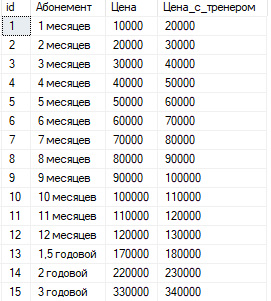 id Абонемент Цена Цена_с_тренером
1 1 месяцев 10000 20000
2 2 месяцев 20000 30000
3 3 месяцев 30000 40000
4 4 месяцев 40000 50000
5 5 месяцев 50000 60000
6 6 месяцев 60000 70000
7 7 месяцев 70000 80000
8 8 месяцев 80000 90000
9 9 месяцев 90000 100000
10 10 месяцев 100000 110000
11 11 месяцев 110000 120000
12 12 месяцев 120000 130000
13 1,5 годовой 170000 180000
14 2 годовой 220000 230000
15 3 годовой 330000 340000